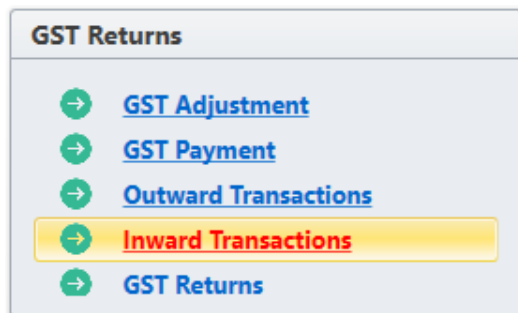 GST Returns
GST Adjustment
GST Payment
Outward Transactions
Inward Transactions
GST Returns